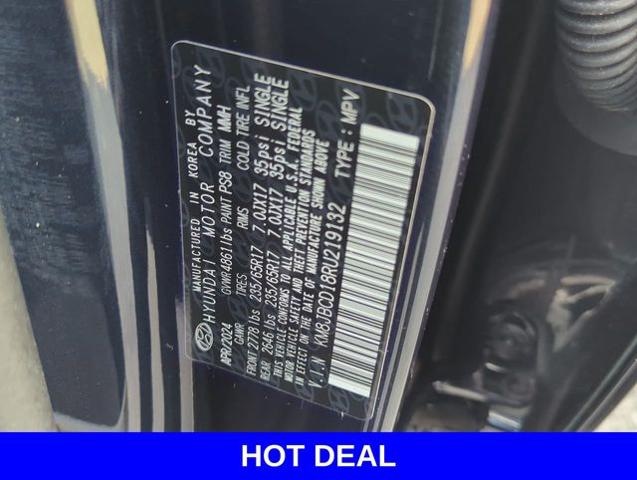 MANUFACTURED IN KOREA BY
HYUNDAI MOTOR COMPANY
APR/2024 GVWR4861lbs PAINT PS8 TRIM MMH
GAWR TIRES RIMS COLD TIRE INFL
FRONT 2778 lbs 235/65R17 7.0JX17 35psi SINGLE
REAR 2646 lbs 235/65R17 7.0JX17 35psi SINGLE
THIS VEHICLE CONFORMS TO ALL APPLICABLE U.S.A. FEDERAL
MOTOR VEHICLE SAFETY AND THEFT PREVENTION STANDARDS
IN EFFECT ON THE DATE OF MANUFACTURE SHOWN ABOVE
V.I.N KM8JBCD18RU219132 TYPE : MPV
HOT DEAL